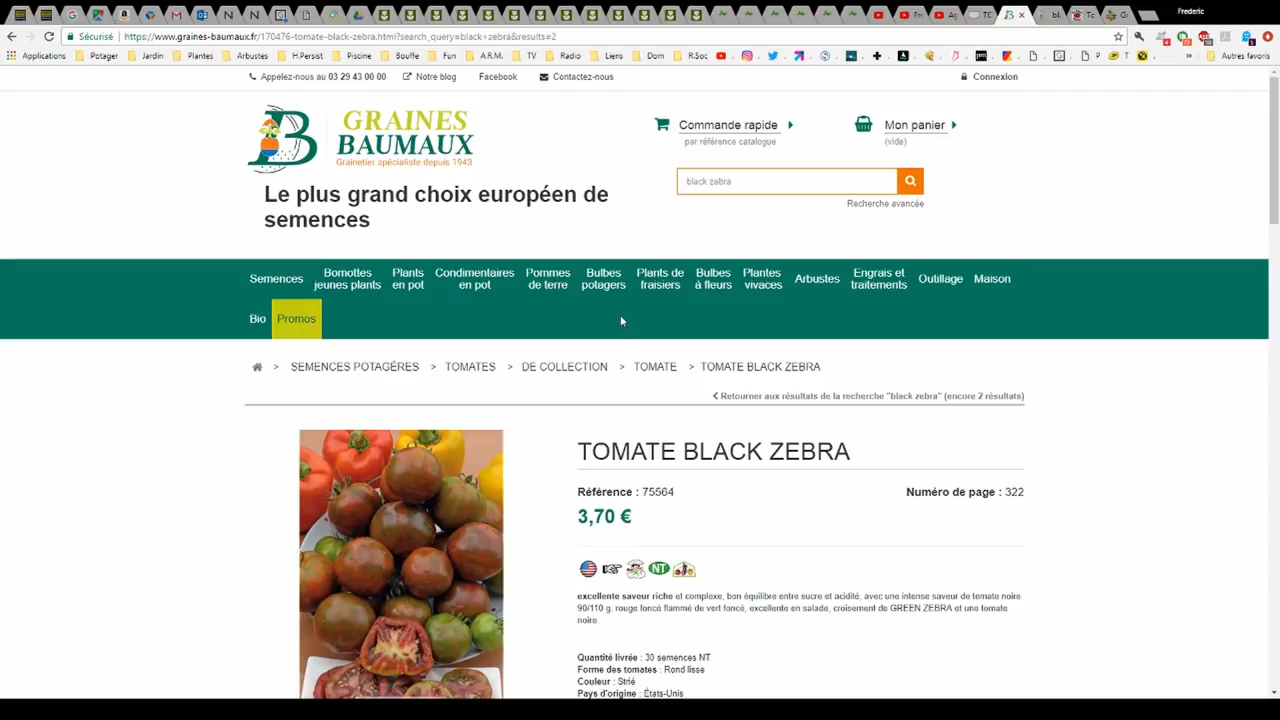 Frederic
Sécurisé https://www.graines-baumaux.fr/170476-tomate-black-zebra.html?search_query=black+zebra&results=2
Applications Potager Jardin Plantes Arbustes H.Persist Piscine Bouffe Fun A.R.M. TV Radio Liens Dom R.Soc P Autres favoris
Appelez-nous au 03 29 43 00 00 Notre blog Facebook Contactez-nous Connexion
GRAINES
BAUMAUX
Grainetier spécialiste depuis 1943
Commande rapide Mon panier
par référence catalogue (vide)
black zebra
Recherche avancée
Le plus grand choix européen de
semences
Semences Bomottes jeunes plants Plants en pot Condimentaires en pot Pommes de terre Bulbes potagers Plants de fraisiers Bulbes à fleurs Plantes vivaces Arbustes Engrais et traitements Outillage Maison
Bio Promos
> SEMENCES POTAGÈRES > TOMATES > DE COLLECTION > TOMATE > TOMATE BLACK ZEBRA
Retourner aux résultats de la recherche "black zebra" (encore 2 résultats)
TOMATE BLACK ZEBRA
Référence : 75564 Numéro de page : 322
3,70 €
NT
excellente saveur riche et complexe, bon équilibre entre sucre et acidité, avec une intense saveur de tomate noire.
90/110 g. rouge foncé flammé de vert foncé, excellente en salade, croisement de GREEN ZEBRA et une tomate
noire.
Quantité livrée : 30 semences NT
Forme des tomates : Rond lisse
Couleur : Strié
Pays d'origine : États-Unis